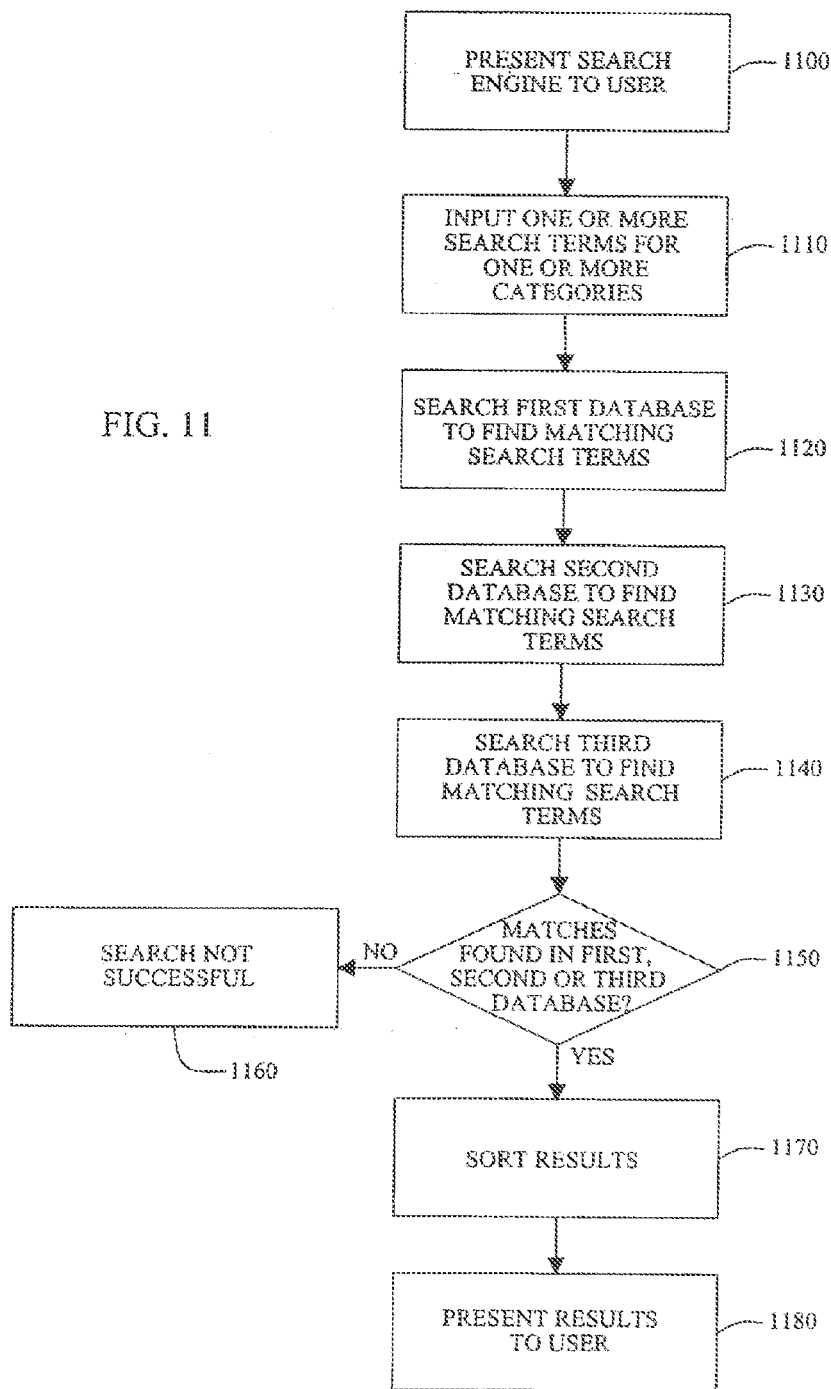 PRESENT SEARCH
ENGINE TO USER
1100
INPUT ONE OR MORE
SEARCH TERMS FOR
ONE OR MORE
CATEGORIES
1110
FIG. 11
SEARCH FIRST DATABASE
TO FIND MATCHING
SEARCH TERMS
1120
SEARCH SECOND
DATABASE TO FIND
MATCHING SEARCH
TERMS
1130
SEARCH THIRD
DATABASE TO FIND
MATCHING SEARCH
TERMS
1140
MATCHES
FOUND IN FIRST,
SECOND OR THIRD
DATABASE?
1150
NO
SEARCH NOT
SUCCESSFUL
1160
YES
SORT RESULTS
1170
PRESENT RESULTS
TO USER
1180